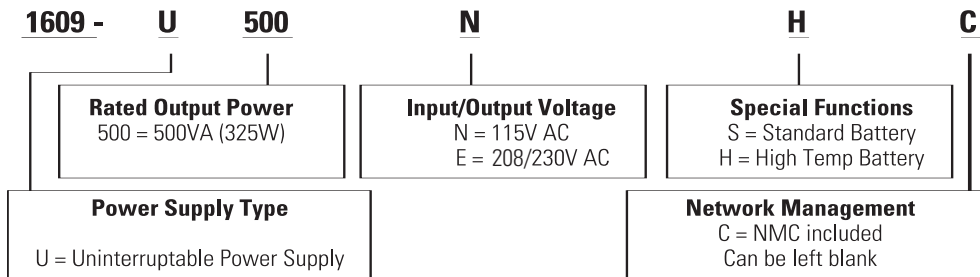 1609 - U 500 N H C
Rated Output Power
500 = 500VA (325W)
Input/Output Voltage
N = 115V AC
E = 208/230V AC
Special Functions
S = Standard Battery
H = High Temp Battery
Power Supply Type
U = Uninterruptable Power Supply
Network Management
C = NMC included
Can be left blank